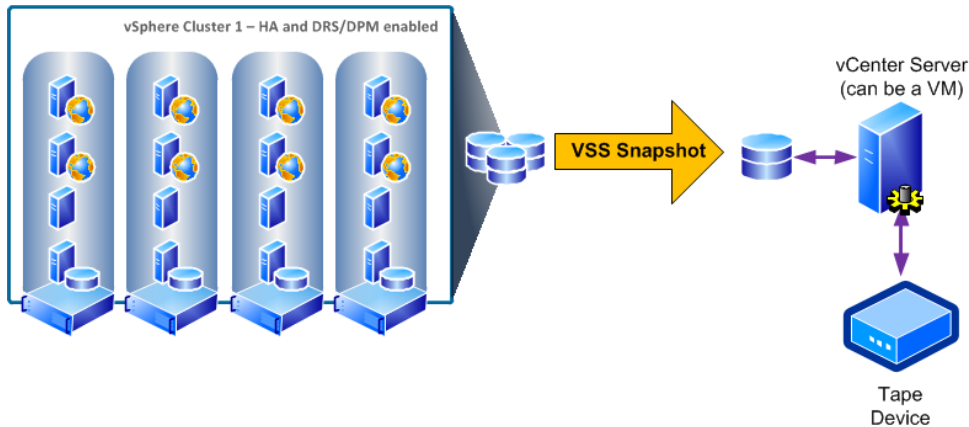 vSphere Cluster 1 – HA and DRS/DPM enabled
vCenter Server
(can be a VM)
VSS Snapshot
Tape
Device